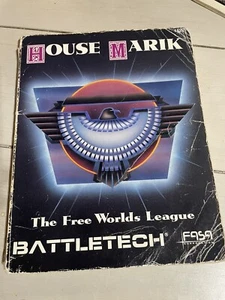 HOUSE MARIK
The Free Worlds League
BATTLETECH®
FASA